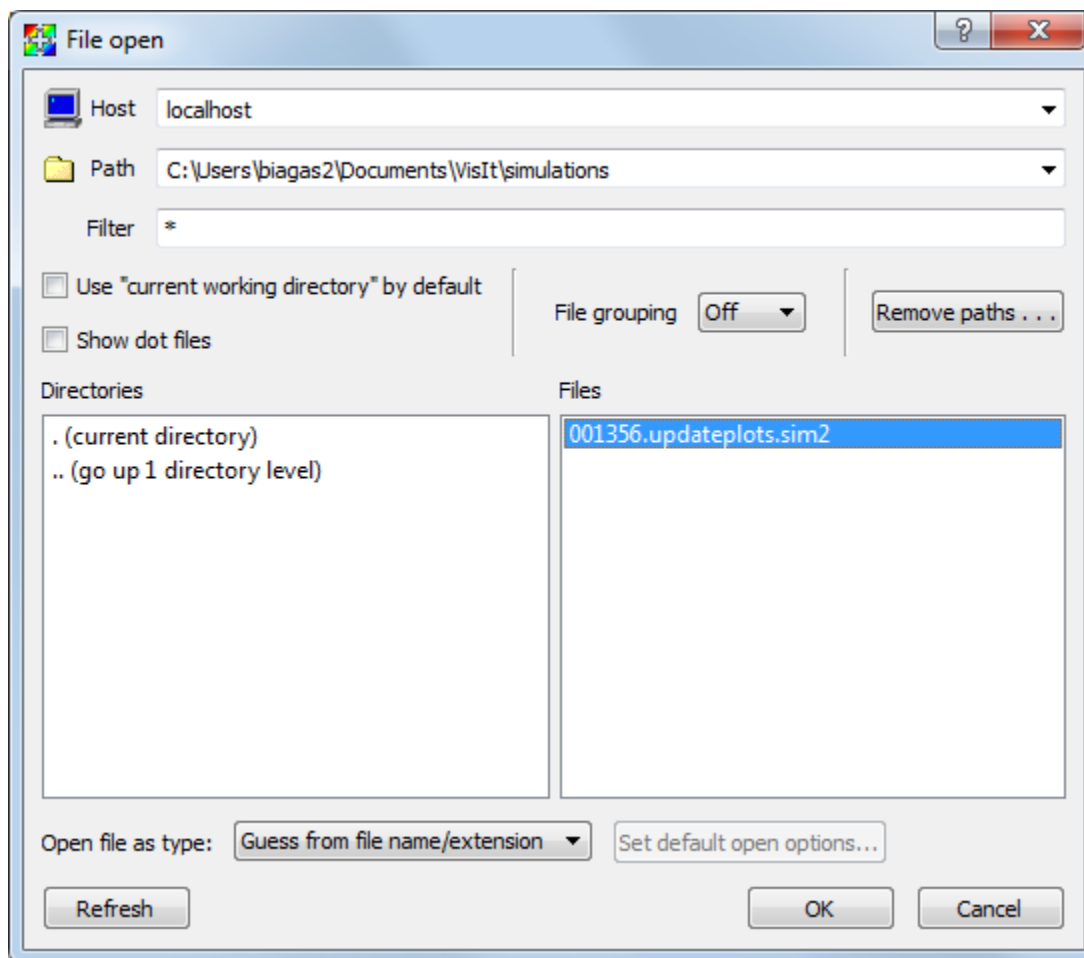 File open
Host localhost
Path C:\Users\biagas2\Documents\VisIt\simulations
Filter *
Use "current working directory" by default
Show dot files
File grouping Off
Remove paths . . .
Directories
. (current directory)
.. (go up 1 directory level)
Files
001356.updateplots.sim2
Open file as type: Guess from file name/extension
Set default open options...
Refresh
OK
Cancel